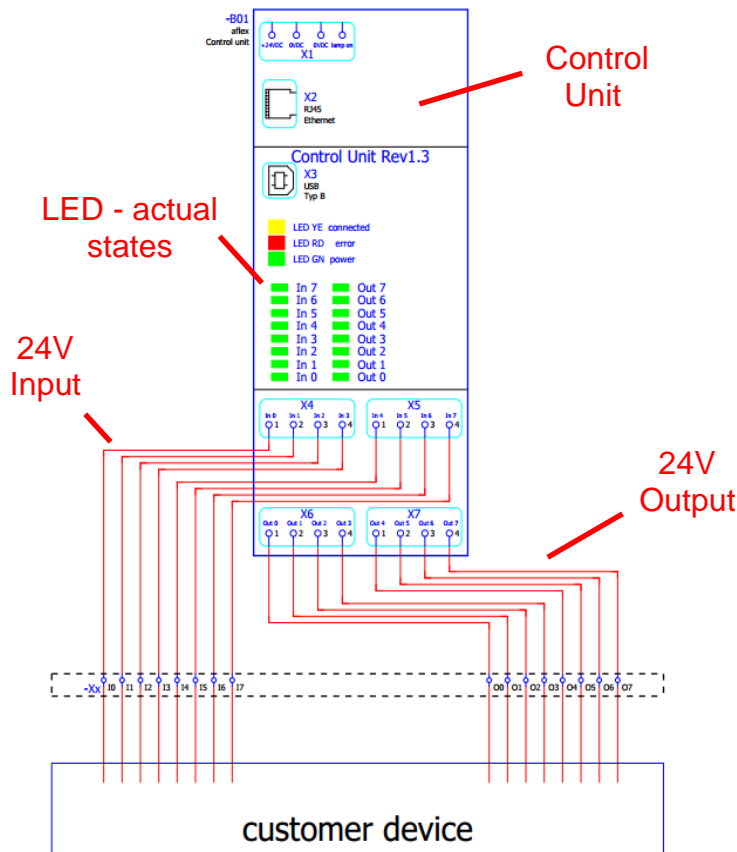 -B01
aflex
Control unit
+24VDC 0VDC 0VDC lamp on
X1
Control
Unit
X2
RJ45
Ethernet
Control Unit Rev1.3
X3
USB
Typ B
LED - actual
states
LED YE connected
LED RD error
LED GN power
In 7 Out 7
In 6 Out 6
In 5 Out 5
In 4 Out 4
In 3 Out 3
In 2 Out 2
In 1 Out 1
In 0 Out 0
24V
Input
X4 X5
In 0 In 1 In 2 In 3 In 4 In 5 In 6 In 7
1 2 3 4 1 2 3 4
24V
Output
X6 X7
Out 0 Out 1 Out 2 Out 3 Out 4 Out 5 Out 6 Out 7
1 2 3 4 1 2 3 4
-Xx I0 I1 I2 I3 I4 I5 I6 I7 O0 O1 O2 O3 O4 O5 O6 O7
customer device